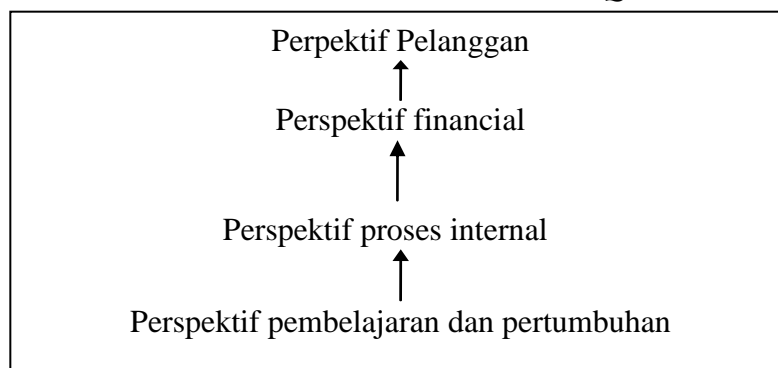 Perpektif Pelanggan
Perspektif financial
Perspektif proses internal
Perspektif pembelajaran dan pertumbuhan